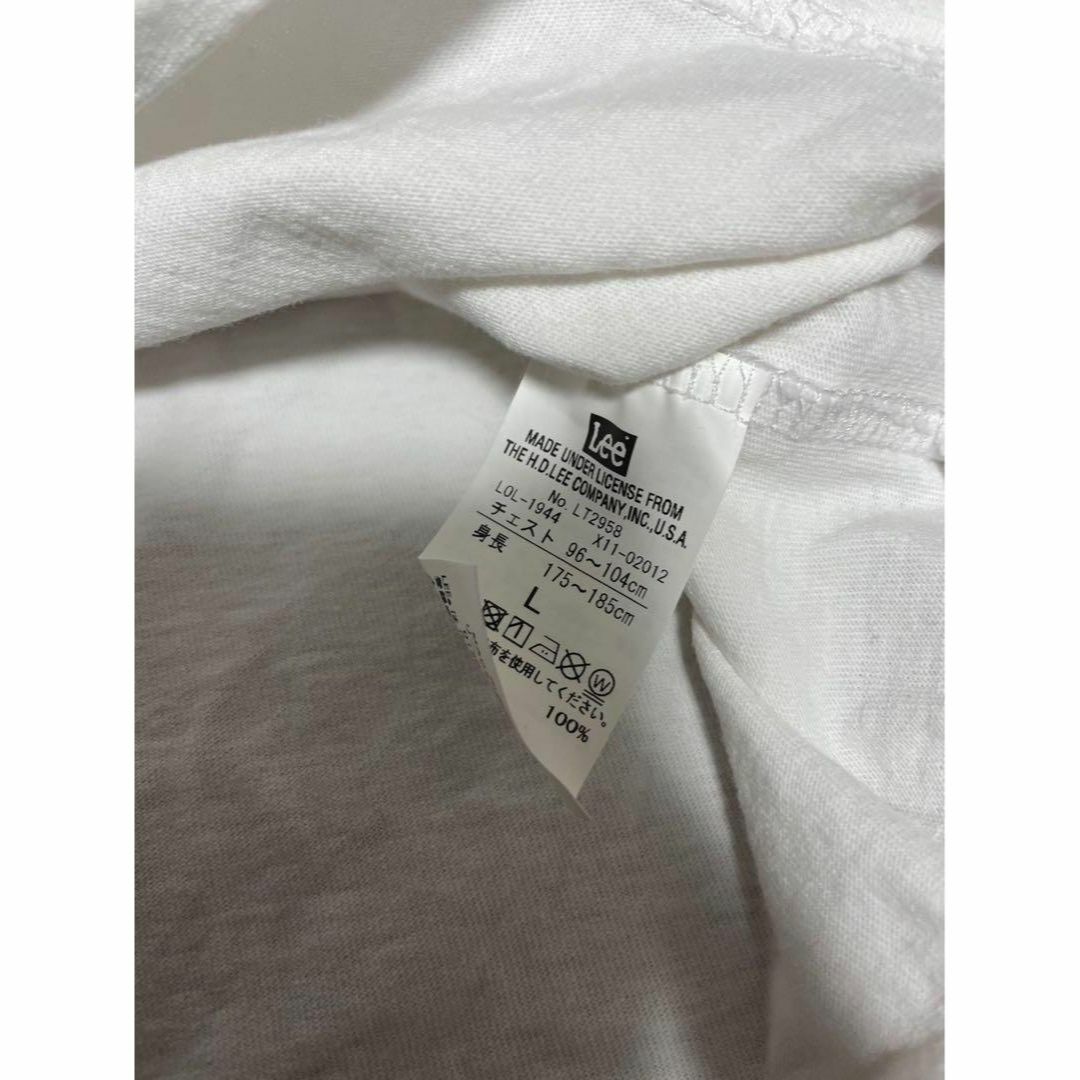 Lee
MADE UNDER LICENSE FROM
THE H.D.LEE COMPANY,INC.,U.S.A.
No. LT2958
LOL-1944 X11-02012
チェスト 96～104cm
身長 175～185cm
L
W
布を使用してください。
100%